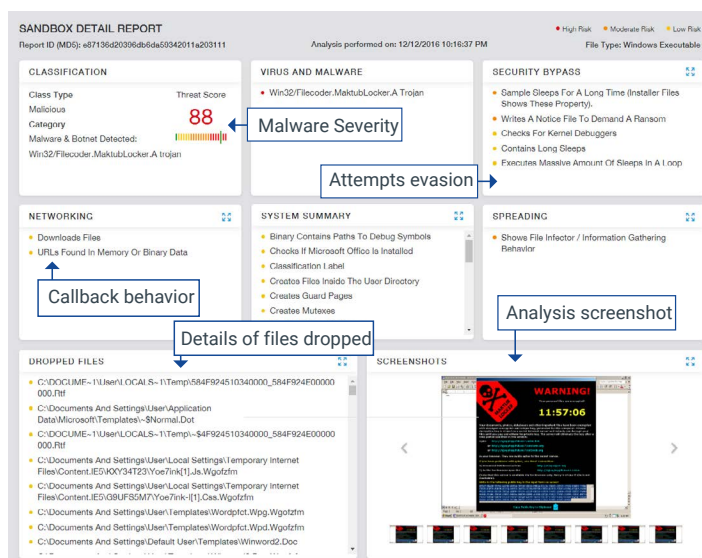 SANDBOX DETAIL REPORT
Report ID (MD5): e87136d20396db6da59342011a203111
Analysis performed on: 12/12/2016 10:16:37 PM
High Risk Moderate Risk Low Risk
File Type: Windows Executable
CLASSIFICATION
Class Type Threat Score
Malicious 88
Category
Malware & Botnet Detected:
Win32/Filecoder.MaktubLocker.A trojan
Malware Severity
VIRUS AND MALWARE
Win32/Filecoder.MaktubLocker.A Trojan
SECURITY BYPASS
Sample Sleeps For A Long Time (Installer Files
Shows These Property).
Writes A Notice File To Demand A Ransom
Checks For Kernel Debuggers
Contains Long Sleeps
Executes Massive Amount Of Sleeps In A Loop
Attempts evasion
NETWORKING
Downloads Files
URLs Found In Memory Or Binary Data
Callback behavior
SYSTEM SUMMARY
Binary Contains Paths To Debug Symbols
Checks If Microsoft Office Is Installed
Classification Label
Creates Files Inside The User Directory
Creates Guard Pages
Creates Mutexes
SPREADING
Shows File Infector / Information Gathering
Behavior
Details of files dropped
Analysis screenshot
DROPPED FILES
C:\DOCUME~1\User\LOCALS~1\Temp\584F924510340000_584F924E00000
000.Rtf
C:\Documents And Settings\User\Application
Data\Microsoft\Templates\~$Normal.Dot
C:\DOCUME~1\User\LOCALS~1\Temp\~$4F924510340000_584F924E00000
000.Rtf
C:\Documents And Settings\User\Local Settings\Temporary Internet
Files\Content.IE5\KXY34T23\Yoe7ink[1].Js.Wgofzfm
C:\Documents And Settings\User\Local Settings\Temporary Internet
Files\Content.IE5\G9UFS5M7\Yoe7ink-I[1].Css.Wgofzfm
C:\Documents And Settings\User\Templates\Wordpfct.Wpg.Wgofzfm
C:\Documents And Settings\User\Templates\Wordpfct.Wpd.Wgofzfm
C:\Documents And Settings\Default User\Templates\Winword2.Doc
SCREENSHOTS
WARNING!
11:57:06